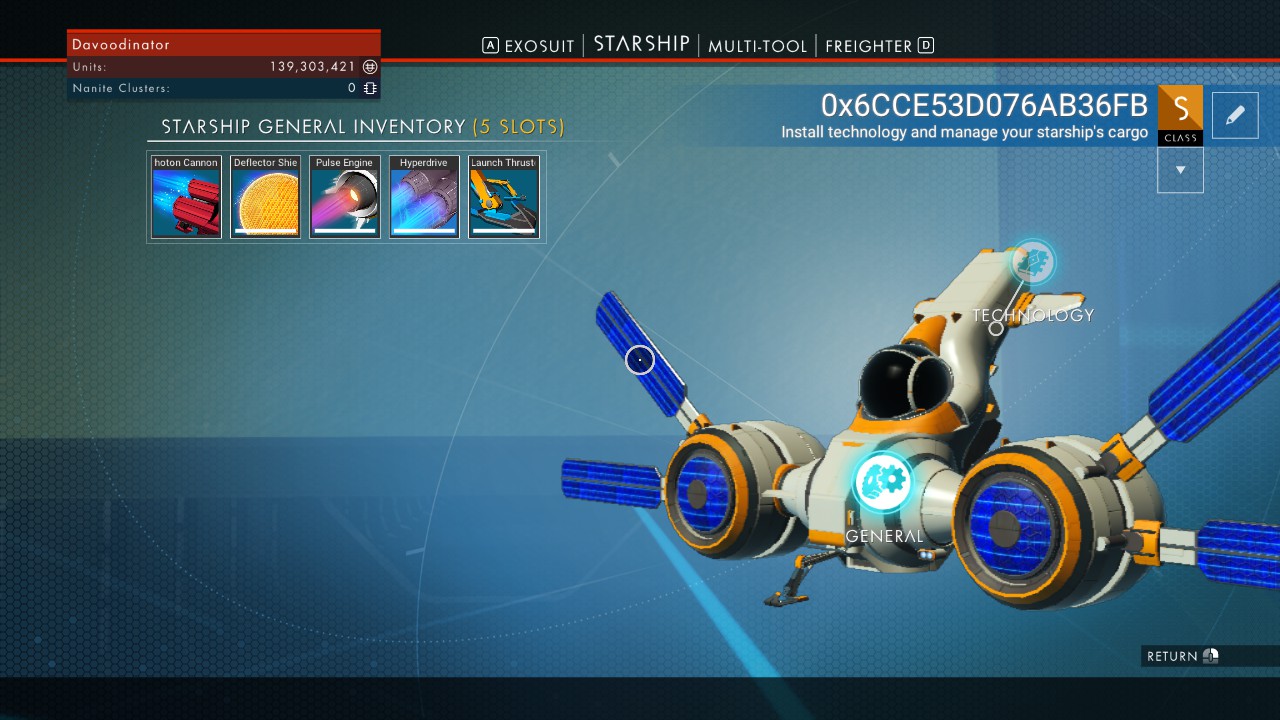 Davoodinator
Units: 139,303,421
Nanite Clusters: 0
A EXOSUIT STARSHIP MULTI-TOOL FREIGHTER D
0x6CCE53D076AB36FB
Install technology and manage your starship's cargo
S
CLASS
STARSHIP GENERAL INVENTORY (5 SLOTS)
hoton Cannon Deflector Shie Pulse Engine Hyperdrive Launch Thrust
TECHNOLOGY
GENERAL
RETURN